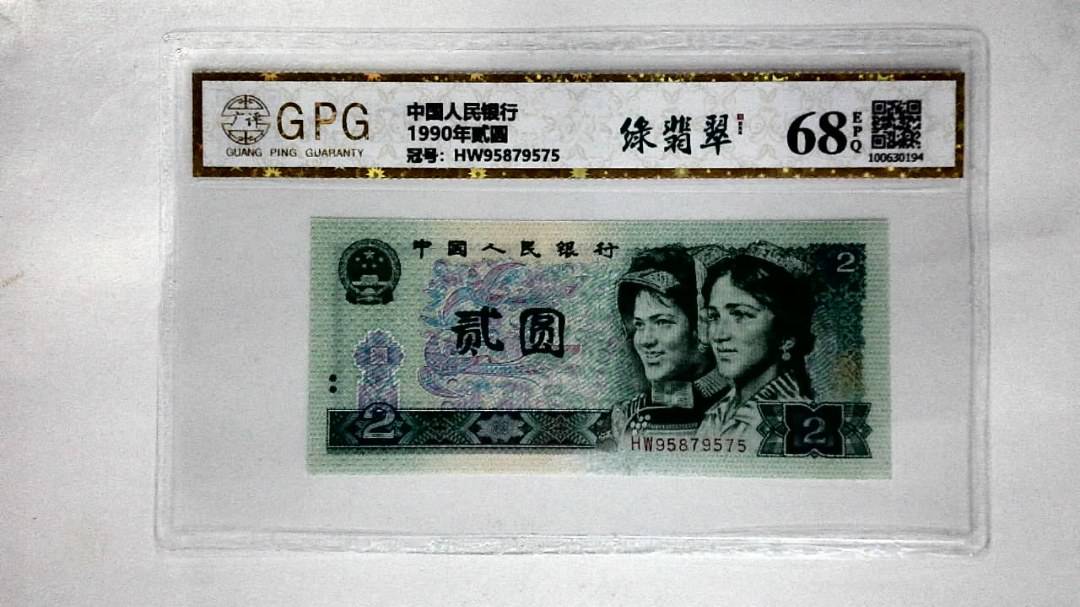 GPG
GUANG PING GUARANTY
中国人民银行
1990年贰圆
冠号: HW95879575
绿翡翠
68 EPQ
100630194
中国人民银行
2
贰圆
2
HW95879575
2